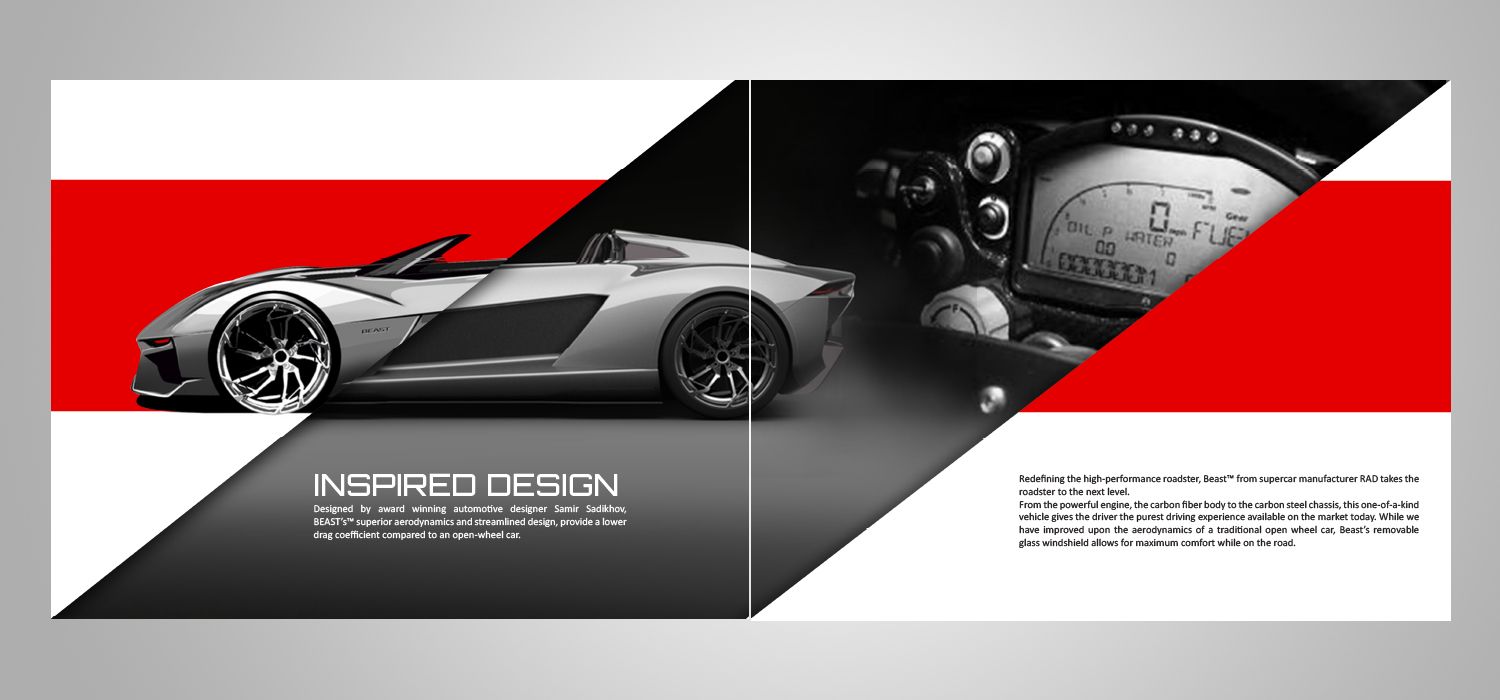 BEAST
INSPIRED DESIGN
Designed by award winning automotive designer Samir Sadikhov,
BEAST's™ superior aerodynamics and streamlined design, provide a lower
drag coefficient compared to an open-wheel car.
0 mph
Gear
OIL P WATER FUE
00 0
000000M
F
Redefining the high-performance roadster, Beast™ from supercar manufacturer RAD takes the
roadster to the next level.
From the powerful engine, the carbon fiber body to the carbon steel chassis, this one-of-a-kind
vehicle gives the driver the purest driving experience available on the market today. While we
have improved upon the aerodynamics of a traditional open wheel car, Beast's removable
glass windshield allows for maximum comfort while on the road.